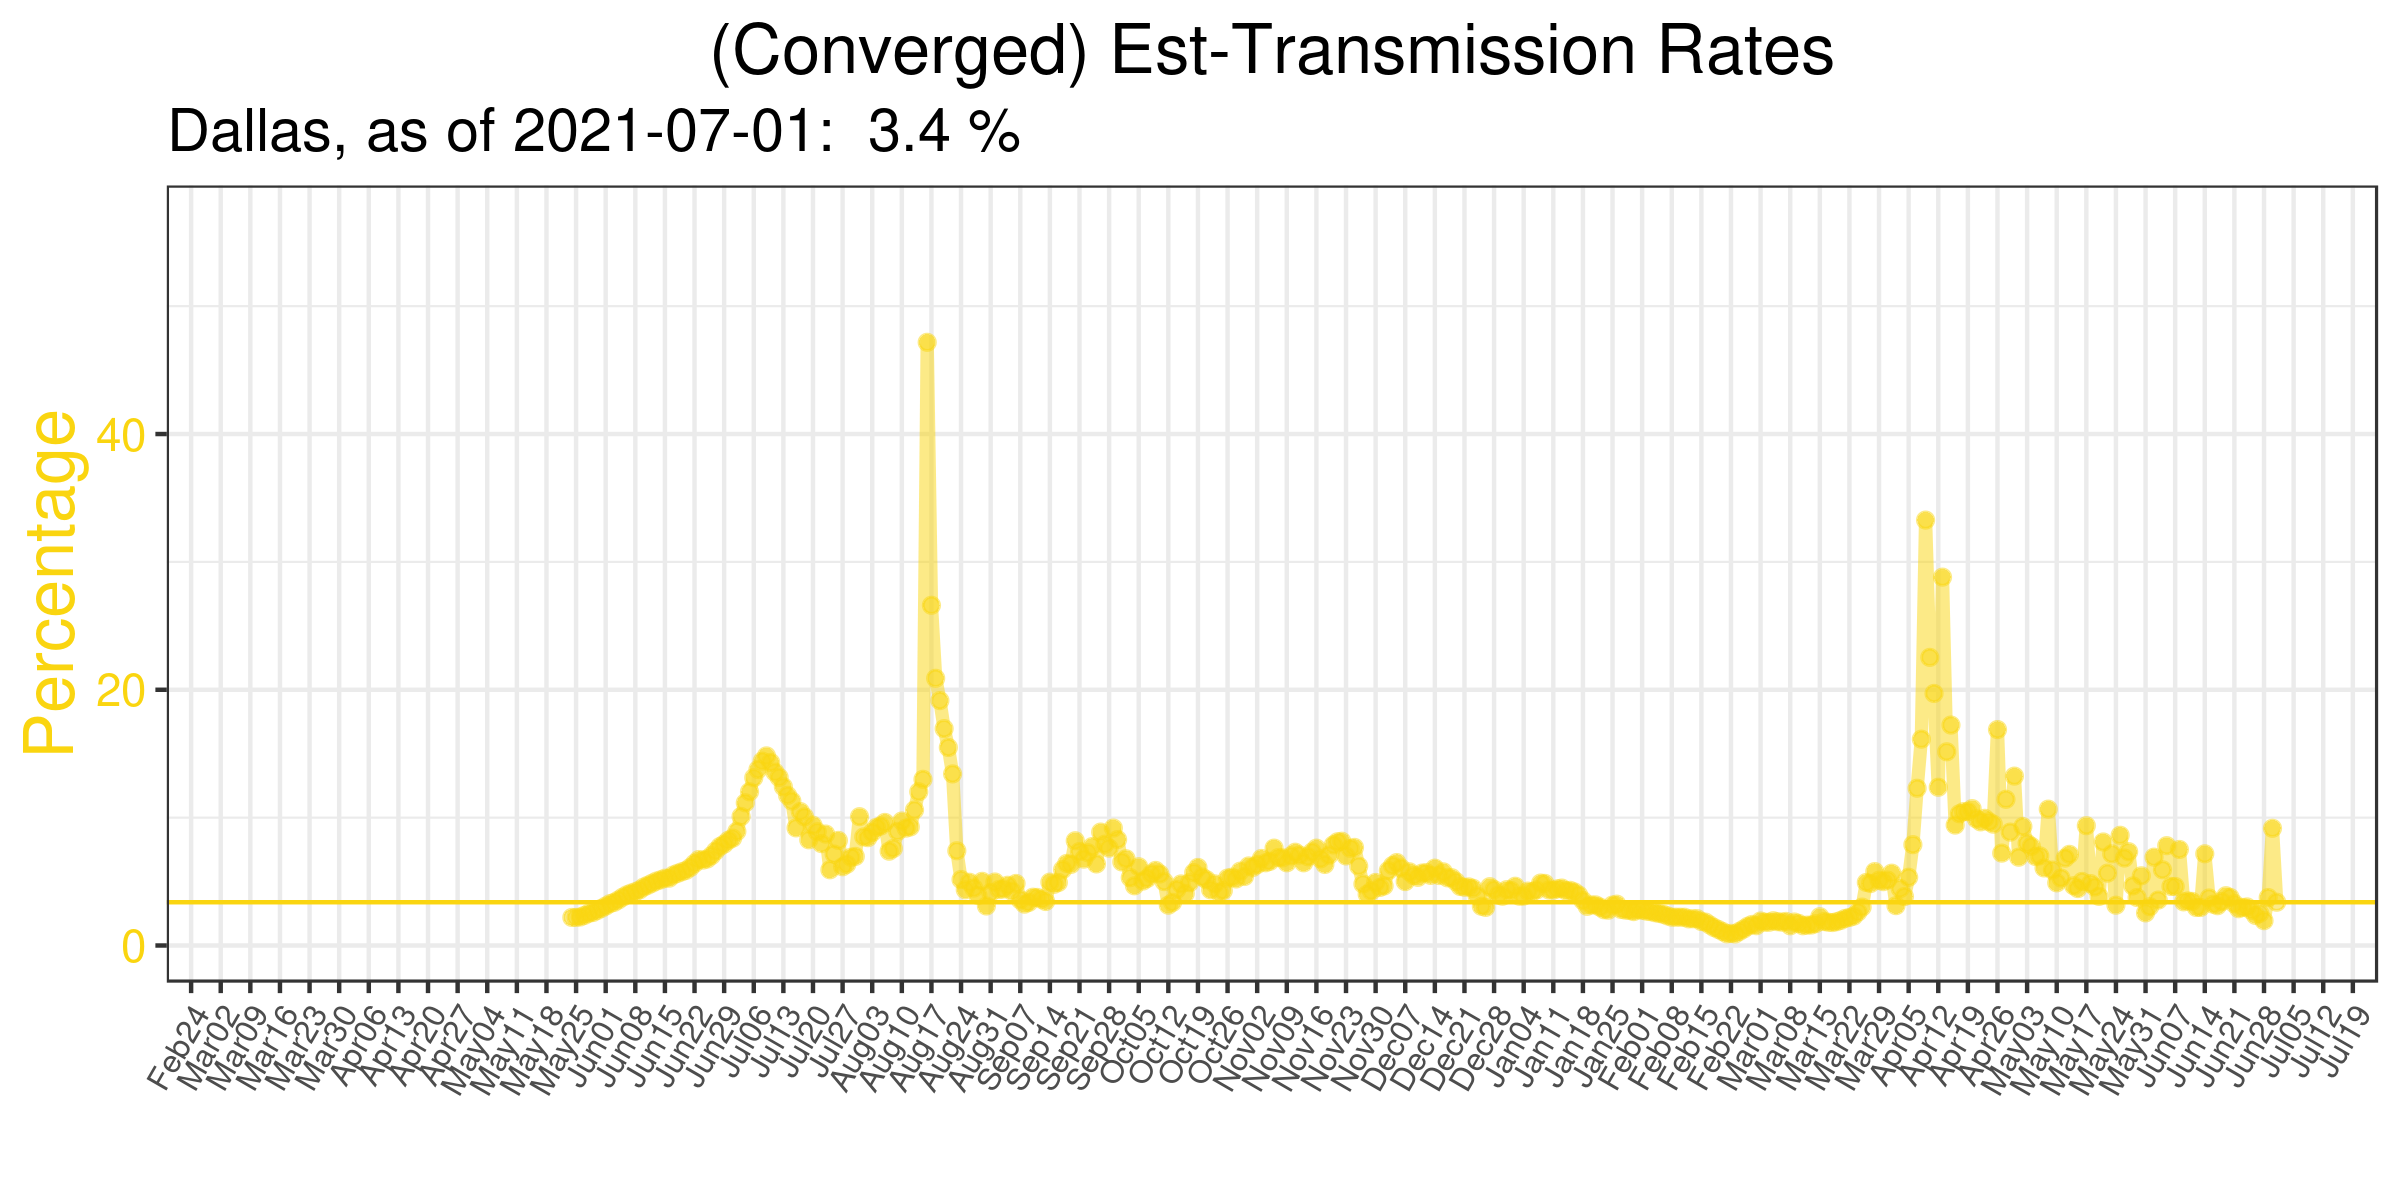 (Converged) Est-Transmission Rates
Dallas, as of 2021-07-01:  3.4 %
Percentage
40
20
0
Feb24
Mar02
Mar09
Mar16
Mar23
Mar30
Apr06
Apr13
Apr20
Apr27
May04
May11
May18
May25
Jun01
Jun08
Jun15
Jun22
Jun29
Jul06
Jul13
Jul20
Jul27
Aug03
Aug10
Aug17
Aug24
Aug31
Sep07
Sep14
Sep21
Sep28
Oct05
Oct12
Oct19
Oct26
Nov02
Nov09
Nov16
Nov23
Nov30
Dec07
Dec14
Dec21
Dec28
Jan04
Jan11
Jan18
Jan25
Feb01
Feb08
Feb15
Feb22
Mar01
Mar08
Mar15
Mar22
Mar29
Apr05
Apr12
Apr19
Apr26
May03
May10
May17
May24
May31
Jun07
Jun14
Jun21
Jun28
Jul05
Jul12
Jul19